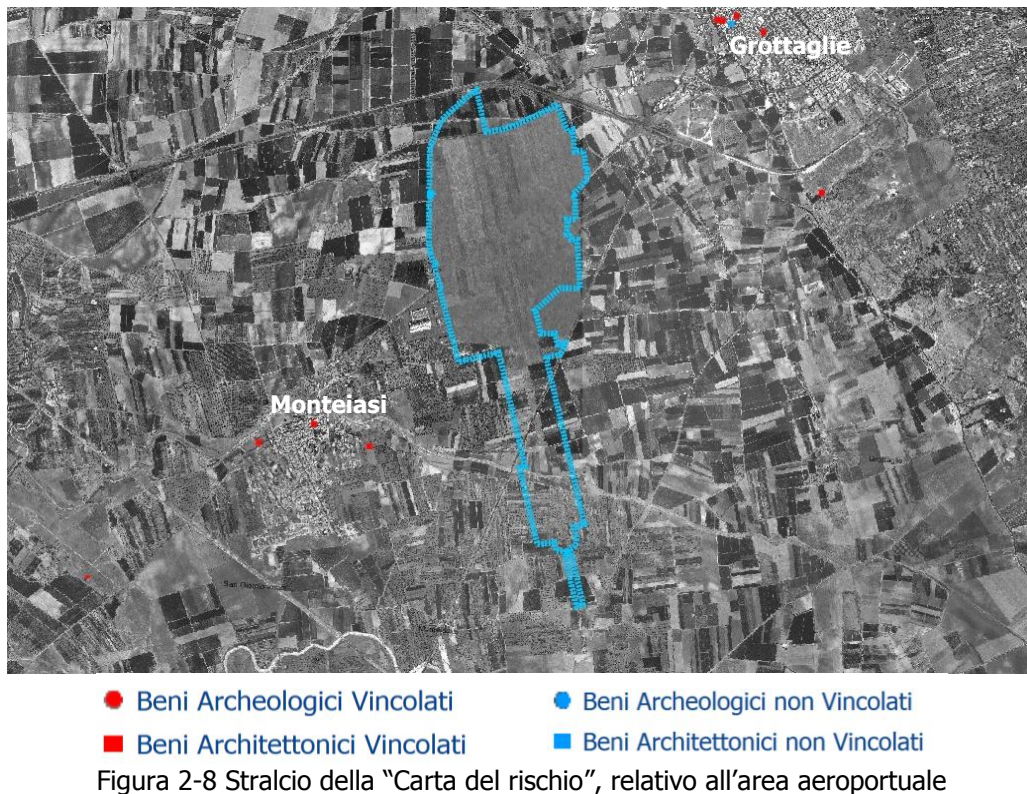 Grottaglie
Monteiasi
Beni Archeologici Vincolati
Beni Archeologici non Vincolati
Beni Architettonici Vincolati
Beni Architettonici non Vincolati
Figura 2-8 Stralcio della “Carta del rischio”, relativo all’area aeroportuale